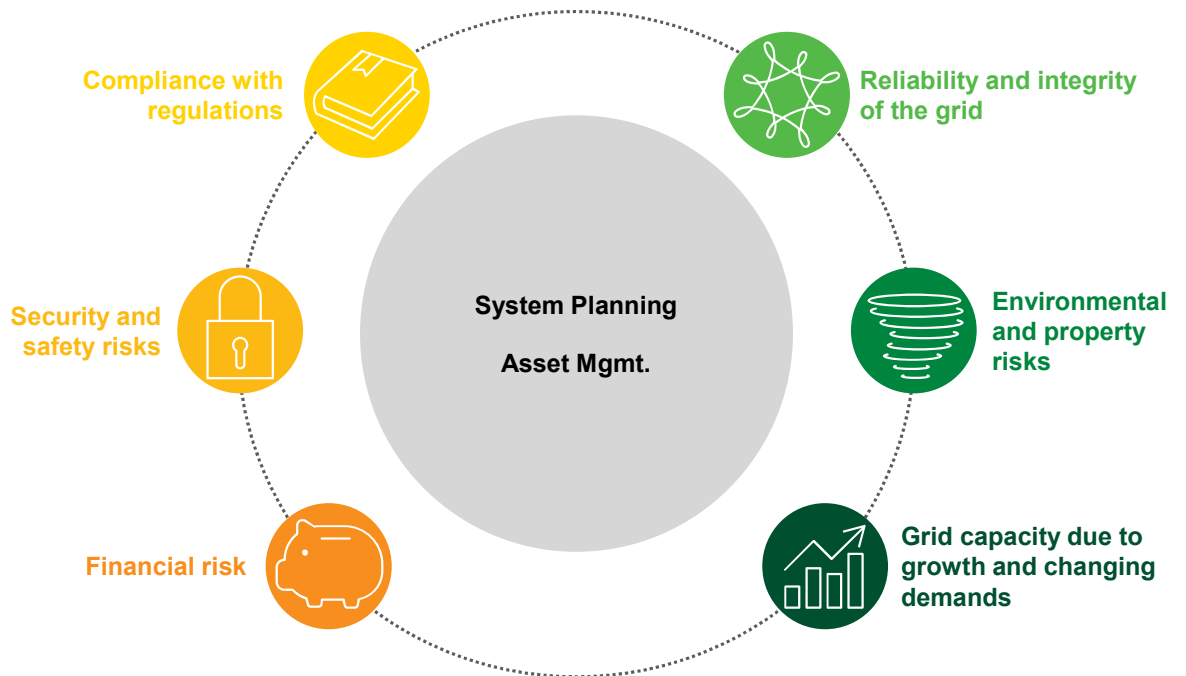 Compliance with
regulations
Reliability and integrity
of the grid
Security and
safety risks
System Planning
Asset Mgmt.
Environmental
and property
risks
Financial risk
Grid capacity due to
growth and changing
demands